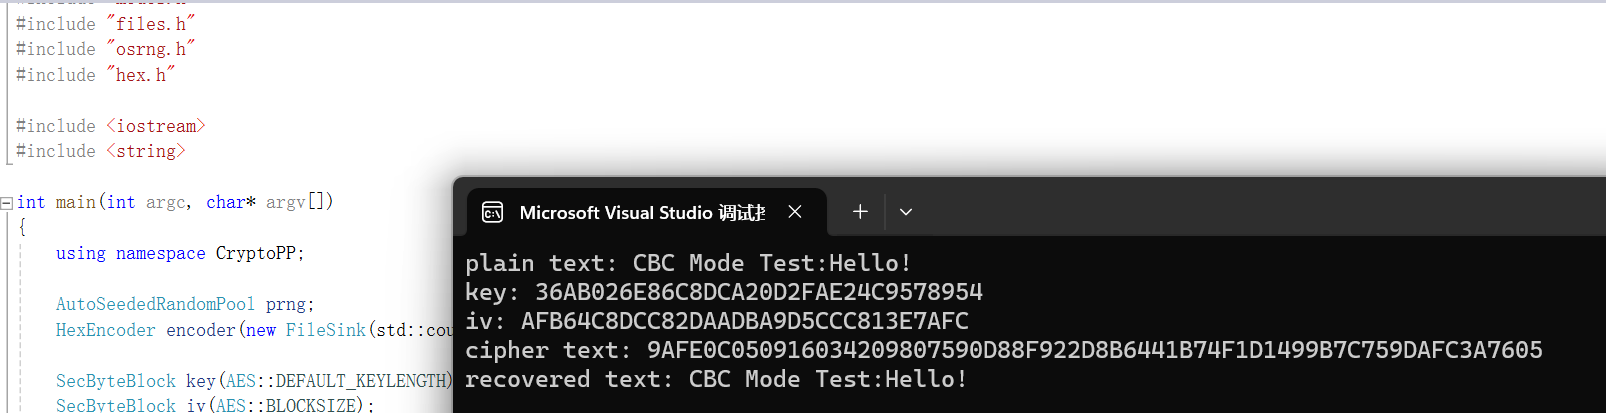 #include "files.h"
#include "osrng.h"
#include "hex.h"
#include <iostream>
#include <string>
int main(int argc, char* argv[])
{
using namespace CryptoPP;
AutoSeededRandomPool prng;
HexEncoder encoder(new FileSink(std::cou
SecByteBlock key(AES::DEFAULT_KEYLENGTH)
SecByteBlock iv(AES::BLOCKSIZE);
Microsoft Visual Studio 调试
plain text: CBC Mode Test:Hello!
key: 36AB026E86C8DCA20D2FAE24C9578954
iv: AFB64C8DCC82DAADBA9D5CCC813E7AFC
cipher text: 9AFE0C050916034209807590D88F922D8B6441B74F1D1499B7C759DAFC3A7605
recovered text: CBC Mode Test:Hello!